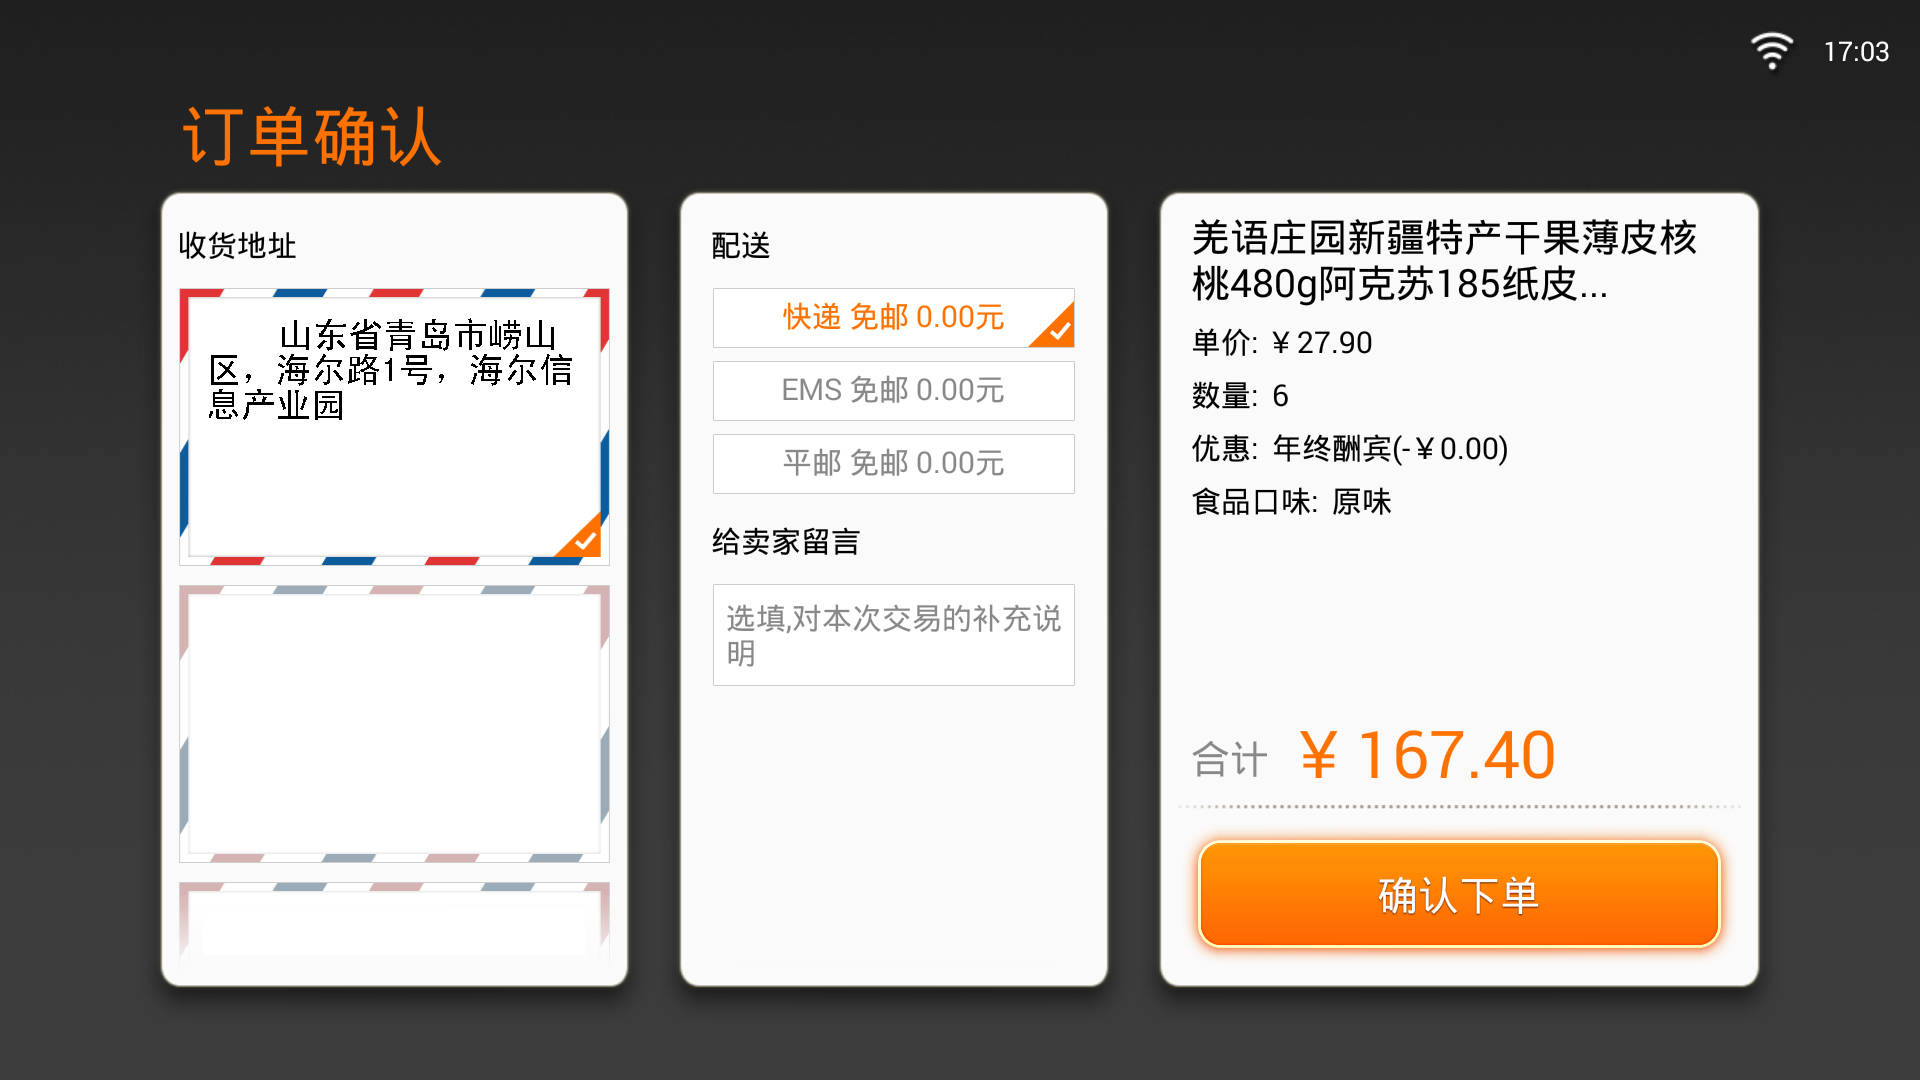 17:03
订单确认
收货地址
山东省青岛市崂山
区，海尔路1号，海尔信
息产业园
配送
快递 免邮 0.00元
EMS 免邮 0.00元
平邮 免邮 0.00元
给卖家留言
选填,对本次交易的补充说
明
羌语庄园新疆特产干果薄皮核
桃480g阿克苏185纸皮...
单价: ￥27.90
数量: 6
优惠: 年终酬宾(-￥0.00)
食品口味: 原味
合计 ￥167.40
确认下单